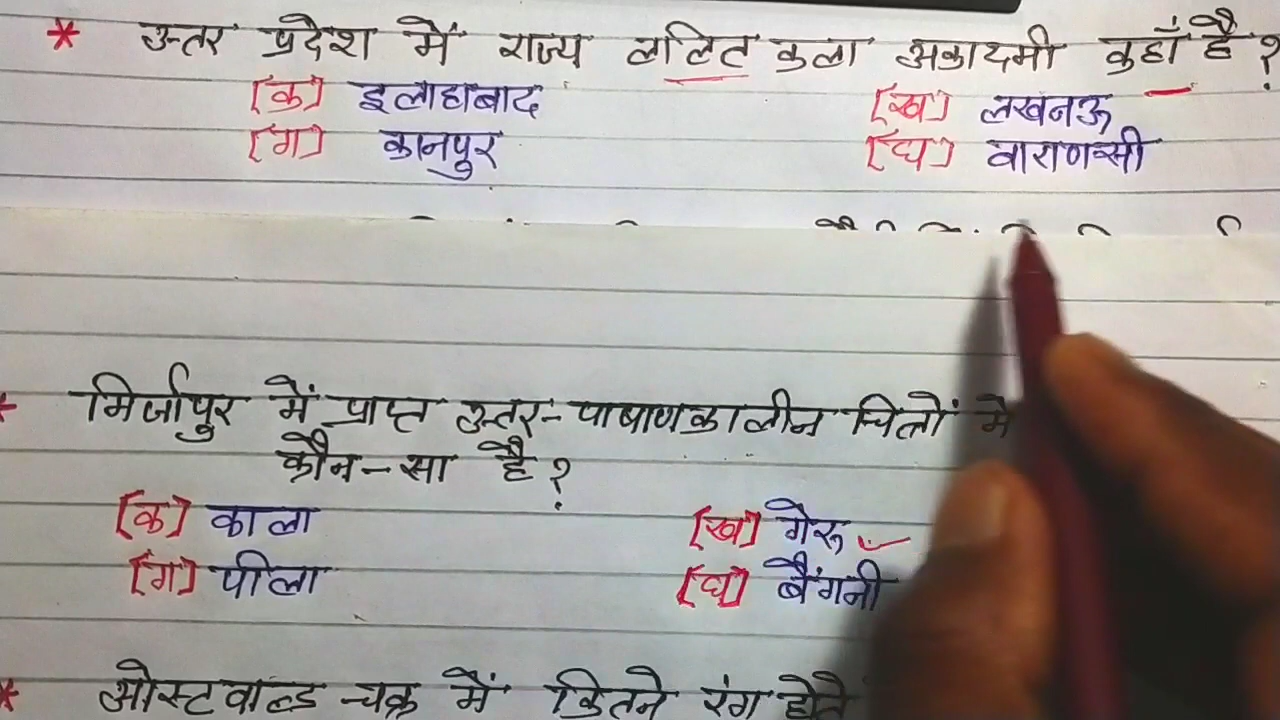 * उत्तर प्रदेश में राज्य ललित कला अकादमी कहाँ है ?
[क] इलाहाबाद [ख] लखनऊ
[ग] कानपुर [घ] वाराणसी
* मिर्जापुर में प्राप्त उत्तर-पाषाणकालीन चित्रों में
कौन-सा है ?
[क] काला [ख] गेरू
[ग] पीला [घ] बैंगनी
* ओस्टवाल्ड चक्र में कितने रंग होते